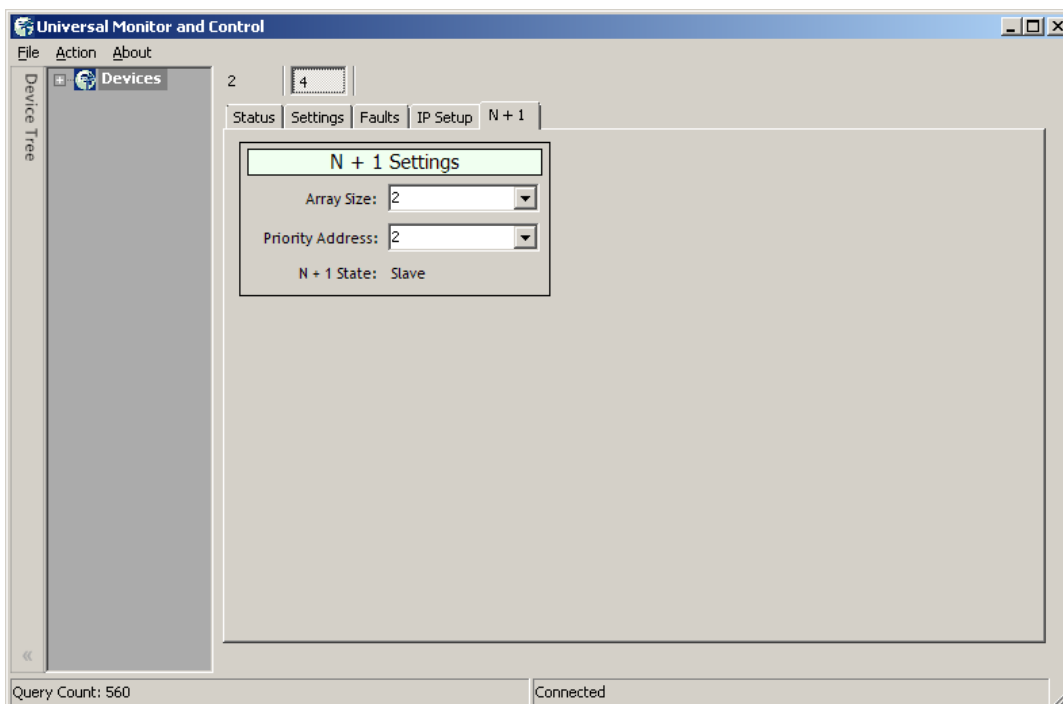 Universal Monitor and Control
File Action About
Device Tree
Devices
2 4
Status Settings Faults IP Setup N + 1
N + 1 Settings
Array Size: 2
Priority Address: 2
N + 1 State: Slave
«
Query Count: 560 Connected